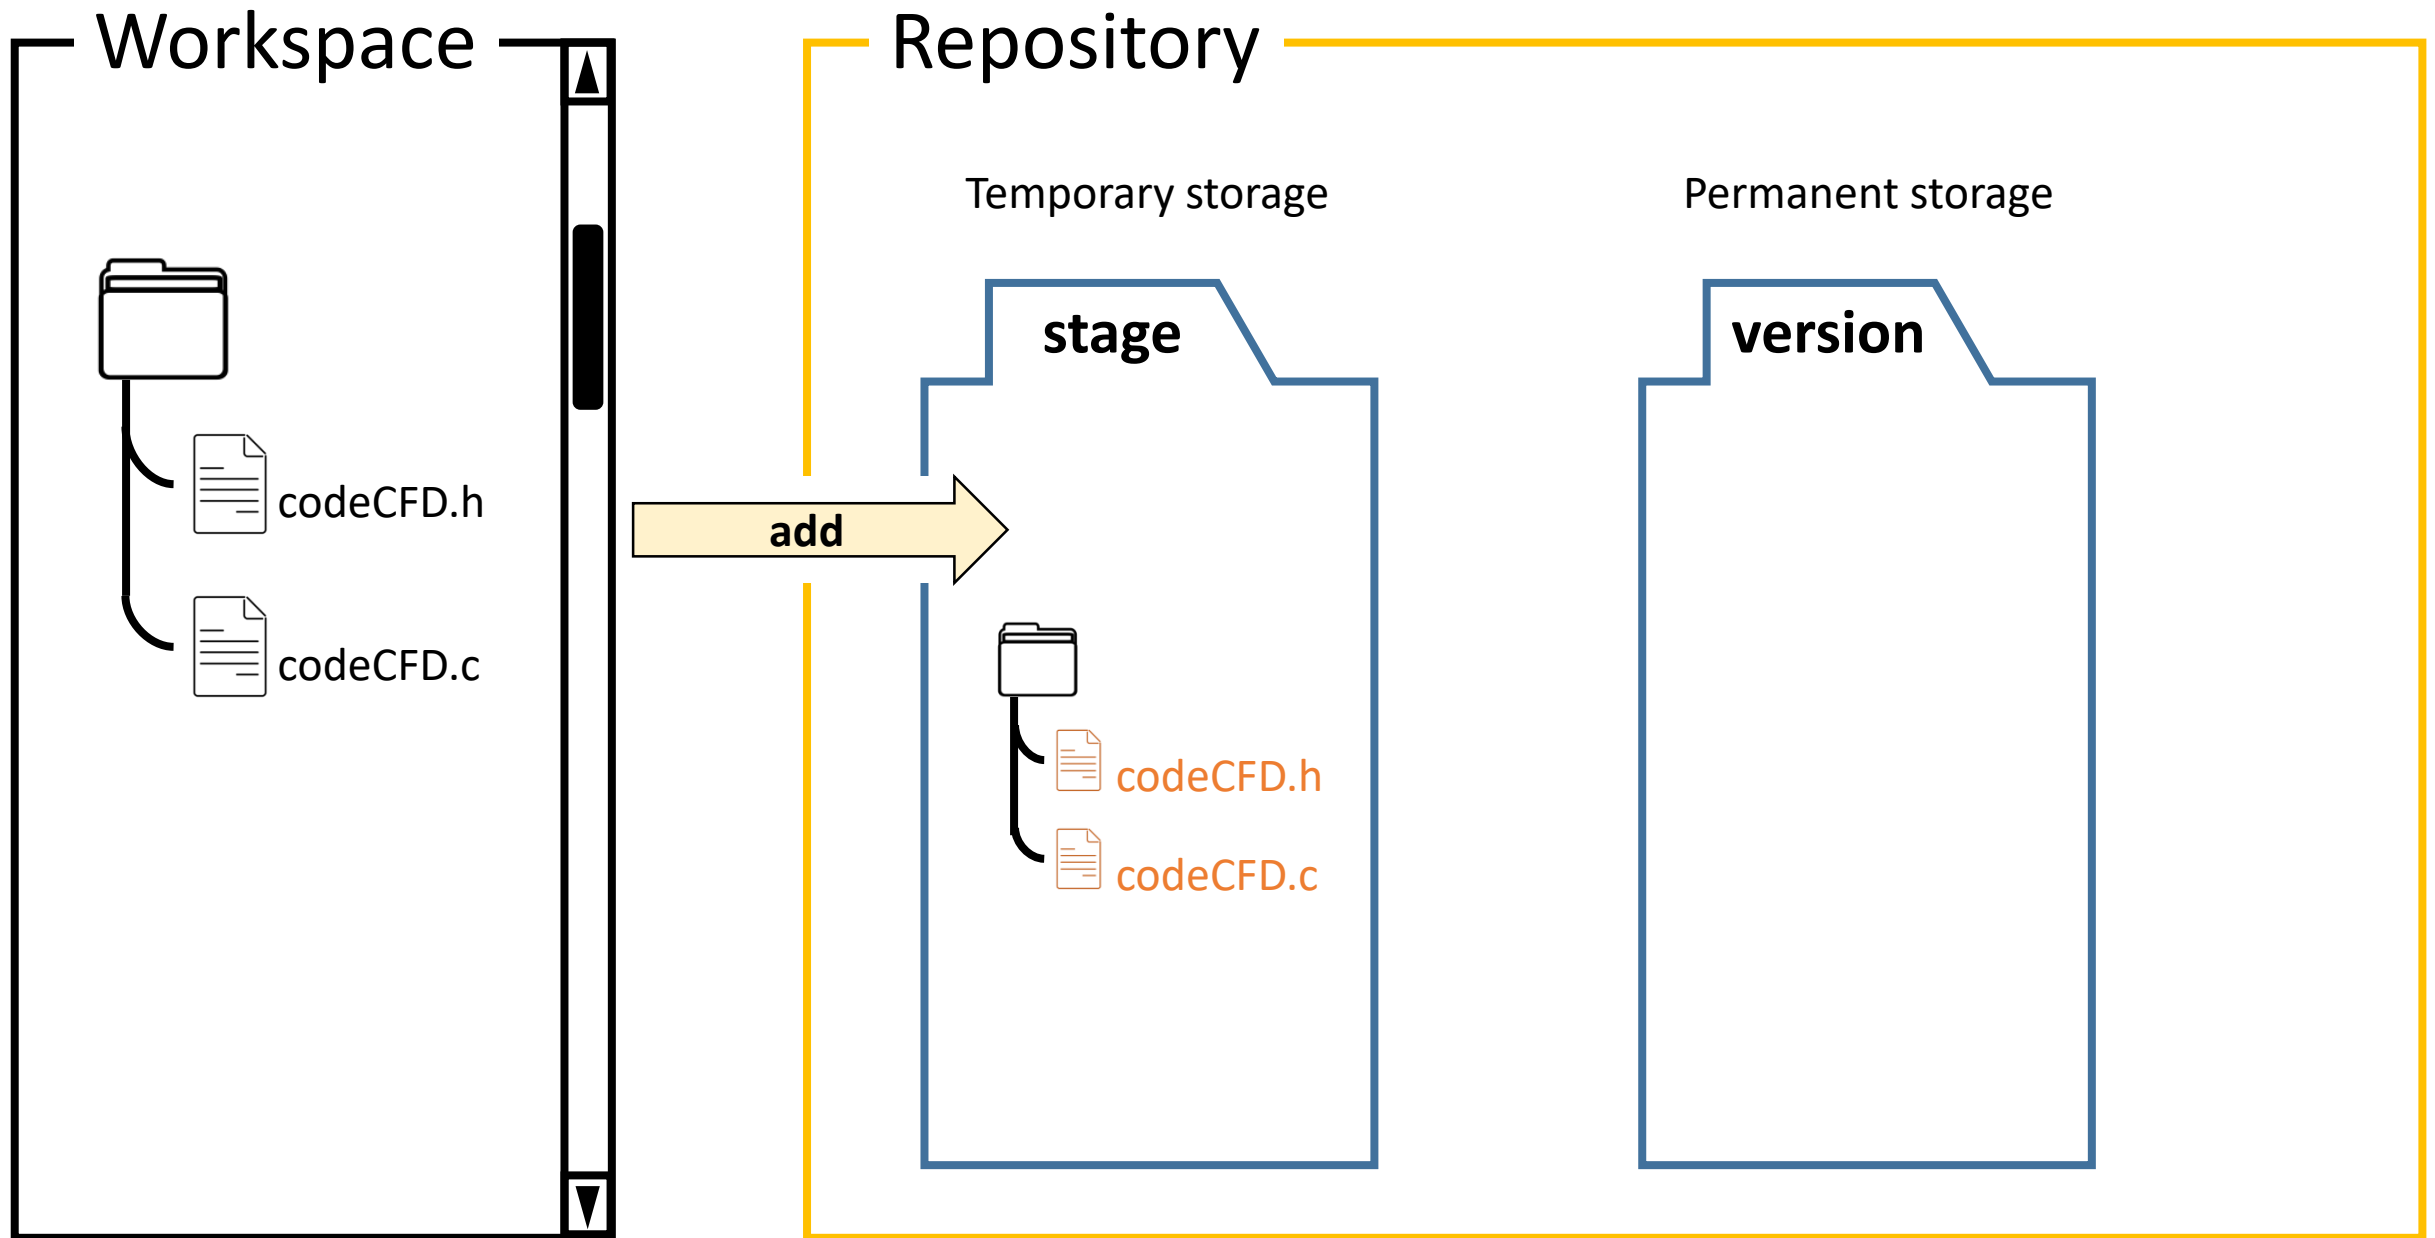 Workspace
Repository
Temporary storage
Permanent storage
stage
version
codeCFD.h
add
codeCFD.c
codeCFD.h
codeCFD.c